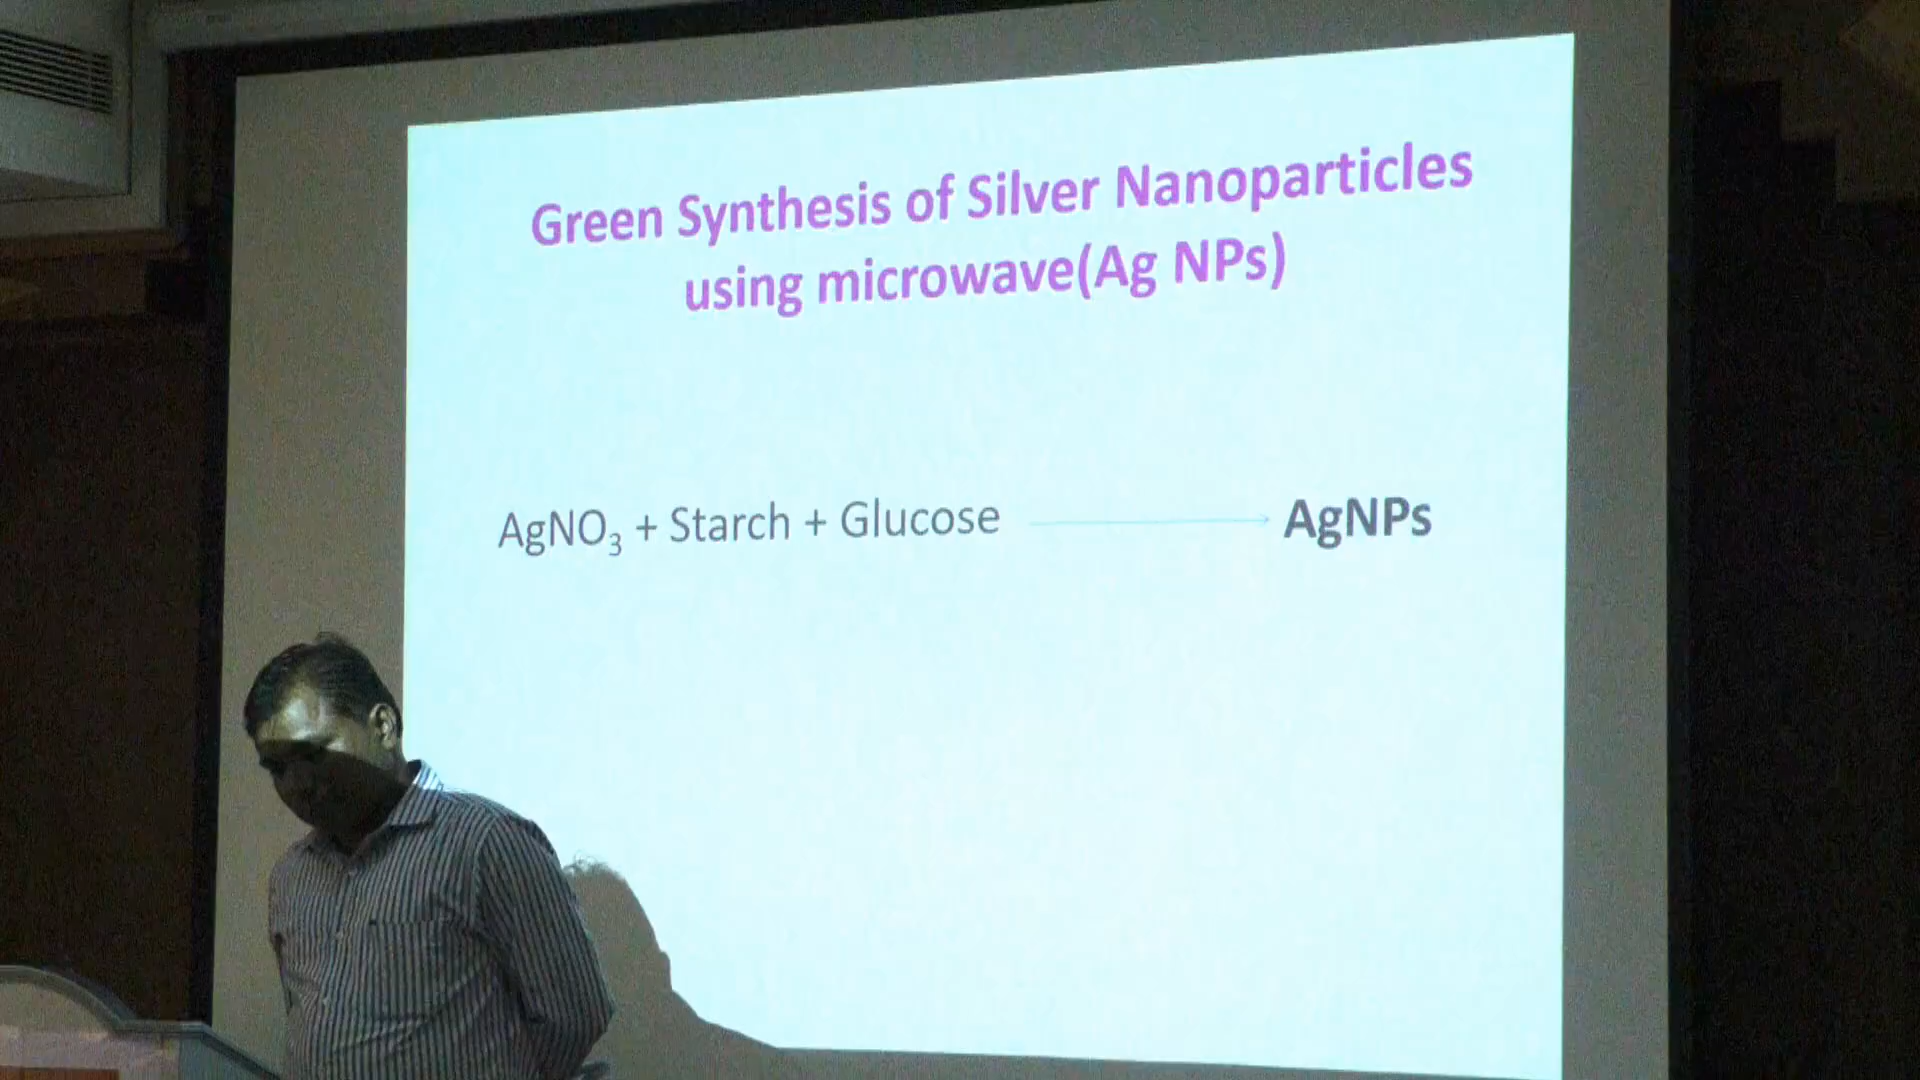 Green Synthesis of Silver Nanoparticles
using microwave(Ag NPs)
AgNO₃ + Starch + Glucose → AgNPs